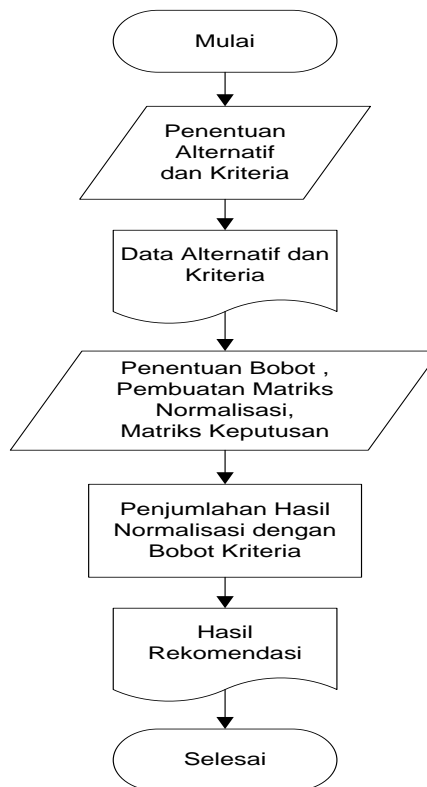 Mulai
Penentuan
Alternatif
dan Kriteria
Data Alternatif dan
Kriteria
Penentuan Bobot ,
Pembuatan Matriks
Normalisasi,
Matriks Keputusan
Penjumlahan Hasil
Normalisasi dengan
Bobot Kriteria
Hasil
Rekomendasi
Selesai